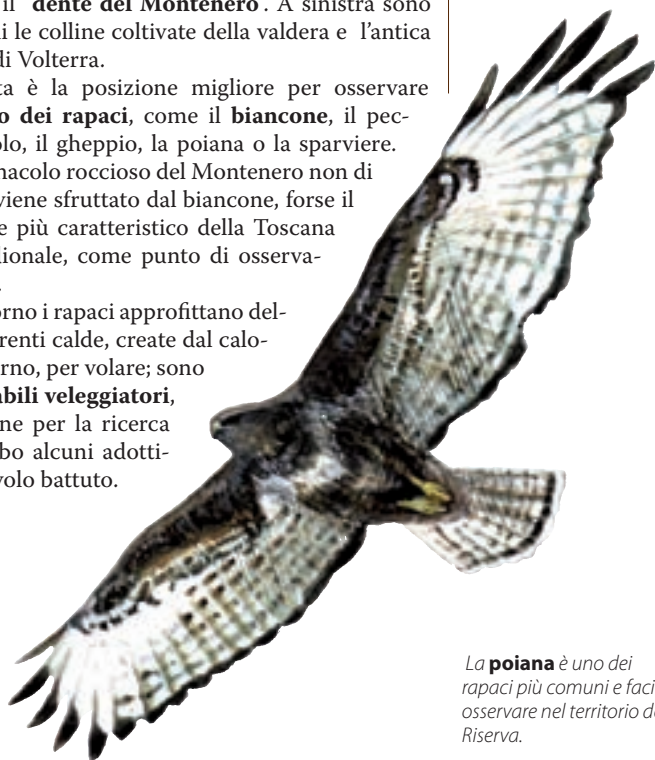 il "dente del Montenero". A sinistra sono
i le colline coltivate della valdera e l'antica
di Volterra.
ta è la posizione migliore per osservare
o dei rapaci, come il biancone, il pec-
olo, il gheppio, la poiana o la sparviere.
nacolo roccioso del Montenero non di
viene sfruttato dal biancone, forse il
e più caratteristico della Toscana
dionale, come punto di osserva-
orno i rapaci approfittano del-
renti calde, create dal calo-
rno, per volare; sono
abili veleggiatori,
ne per la ricerca
bo alcuni adotti-
volo battuto.
La poiana è uno dei
rapaci più comuni e faci
osservare nel territorio d
Riserva.